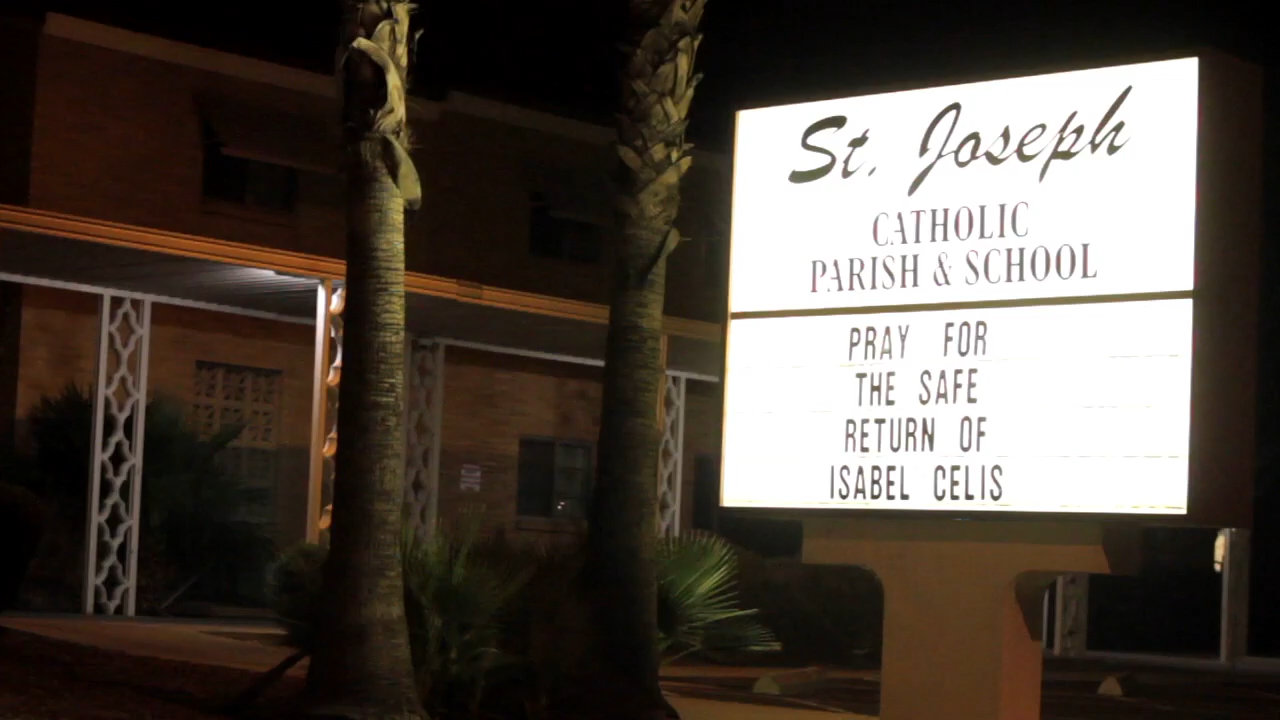 St. Joseph
CATHOLIC
PARISH & SCHOOL
PRAY FOR
THE SAFE
RETURN OF
ISABEL CELIS